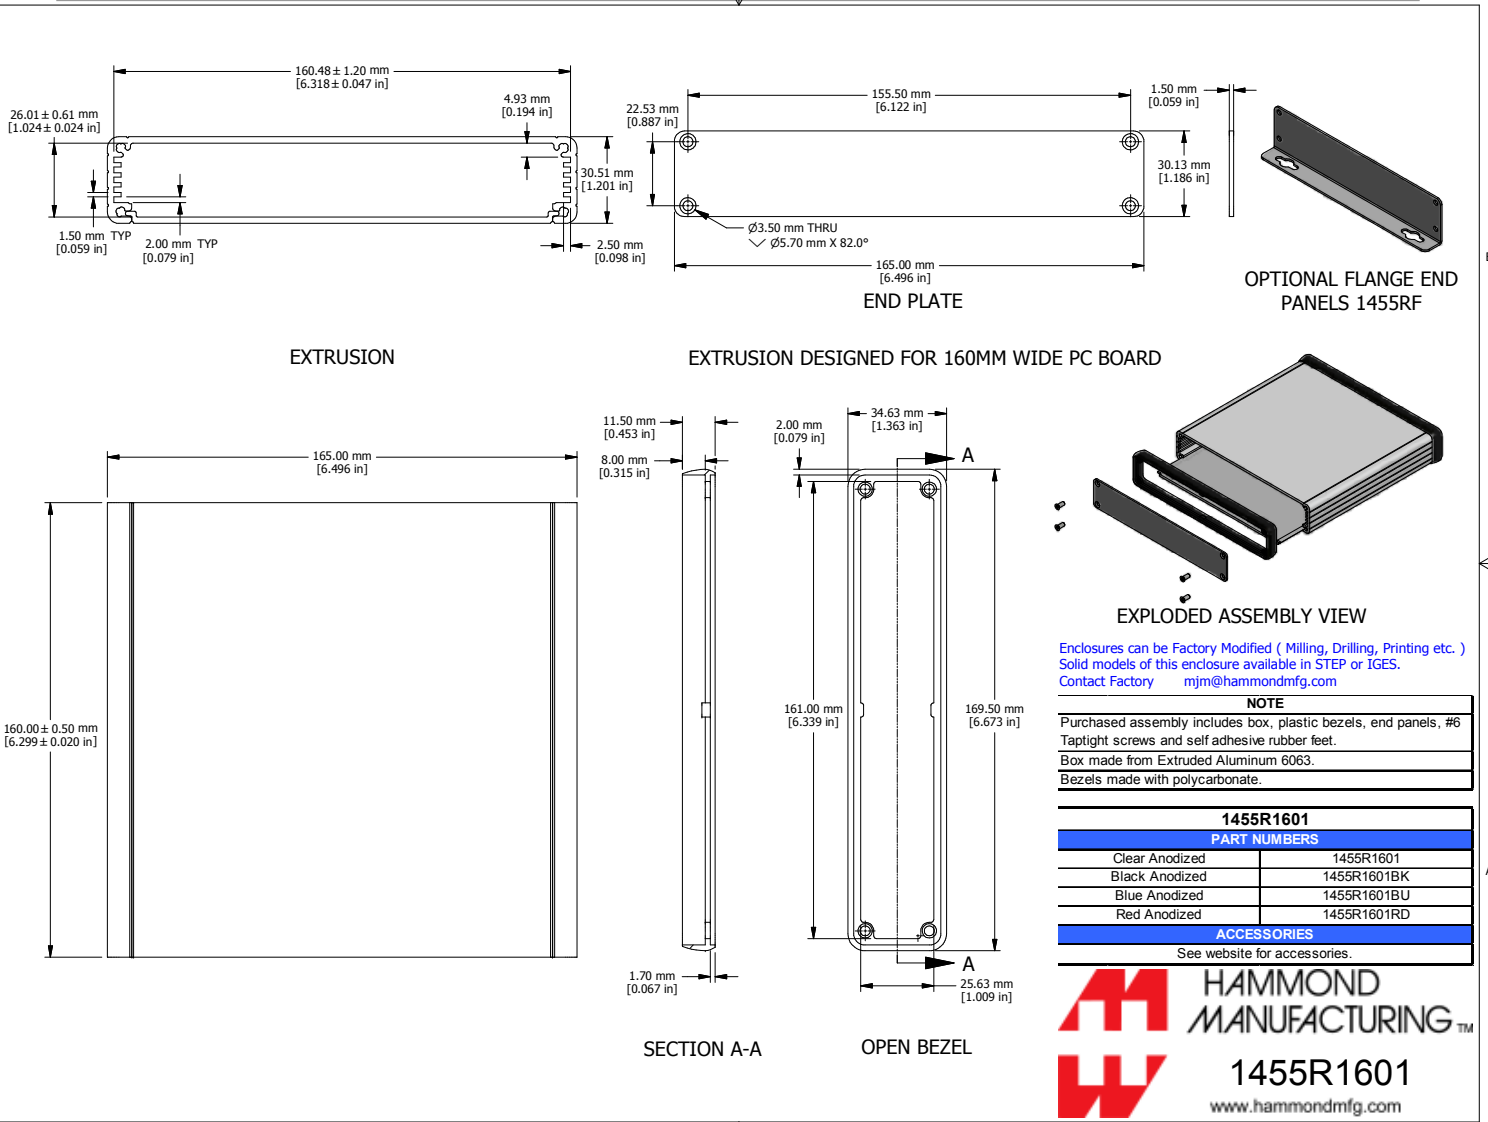 160.48 ± 1.20 mm
[6.318 ± 0.047 in]
26.01 ± 0.61 mm
[1.024 ± 0.024 in]
4.93 mm
[0.194 in]
30.51 mm
[1.201 in]
1.50 mm TYP
[0.059 in]
2.00 mm TYP
[0.079 in]
2.50 mm
[0.098 in]
EXTRUSION
155.50 mm
[6.122 in]
22.53 mm
[0.887 in]
1.50 mm
[0.059 in]
30.13 mm
[1.186 in]
Ø3.50 mm THRU
⌵ Ø5.70 mm X 82.0°
165.00 mm
[6.496 in]
END PLATE
OPTIONAL FLANGE END
PANELS 1455RF
EXTRUSION DESIGNED FOR 160MM WIDE PC BOARD
165.00 mm
[6.496 in]
160.00 ± 0.50 mm
[6.299 ± 0.020 in]
11.50 mm
[0.453 in]
8.00 mm
[0.315 in]
1.70 mm
[0.067 in]
SECTION A-A
2.00 mm
[0.079 in]
34.63 mm
[1.363 in]
A
161.00 mm
[6.339 in]
169.50 mm
[6.673 in]
A
25.63 mm
[1.009 in]
OPEN BEZEL
EXPLODED ASSEMBLY VIEW
Enclosures can be Factory Modified ( Milling, Drilling, Printing etc. )
Solid models of this enclosure available in STEP or IGES.
Contact Factory mjm@hammondmfg.com
NOTE
Purchased assembly includes box, plastic bezels, end panels, #6
Taptight screws and self adhesive rubber feet.
Box made from Extruded Aluminum 6063.
Bezels made with polycarbonate.
1455R1601
PART NUMBERS
Clear Anodized 1455R1601
Black Anodized 1455R1601BK
Blue Anodized 1455R1601BU
Red Anodized 1455R1601RD
ACCESSORIES
See website for accessories.
HAMMOND
MANUFACTURING TM
1455R1601
www.hammondmfg.com